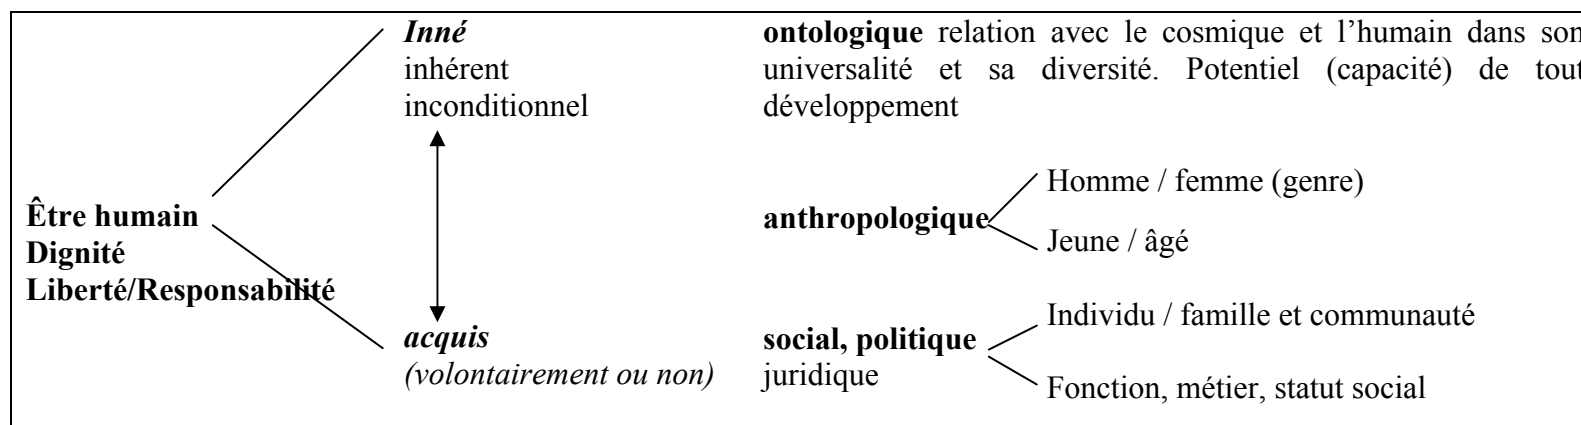 Inné
inhérent
inconditionnel
ontologique relation avec le cosmique et l’humain dans son
universalité et sa diversité. Potentiel (capacité) de tout
développement
Être humain
Dignité
Liberté/Responsabilité
anthropologique
Homme / femme (genre)
Jeune / âgé
acquis
(volontairement ou non)
social, politique
juridique
Individu / famille et communauté
Fonction, métier, statut social